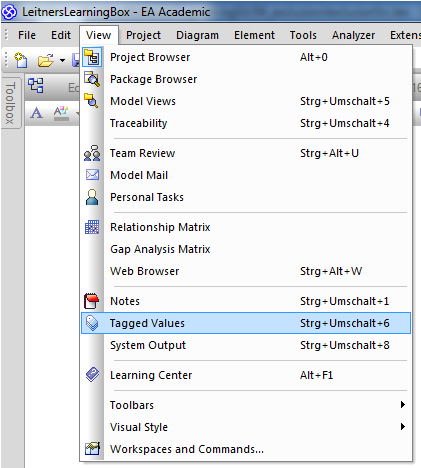 LeitnersLearningBox - EA Academic
File Edit View Project Diagram Element Tools Analyzer Extens
Toolbox
Project Browser Alt+0
Package Browser
Model Views Strg+Umschalt+5
Traceability Strg+Umschalt+4
Team Review Strg+Alt+U
Model Mail
Personal Tasks
Relationship Matrix
Gap Analysis Matrix
Web Browser Strg+Alt+W
Notes Strg+Umschalt+1
Tagged Values Strg+Umschalt+6
System Output Strg+Umschalt+8
Learning Center Alt+F1
Toolbars
Visual Style
Workspaces and Commands...